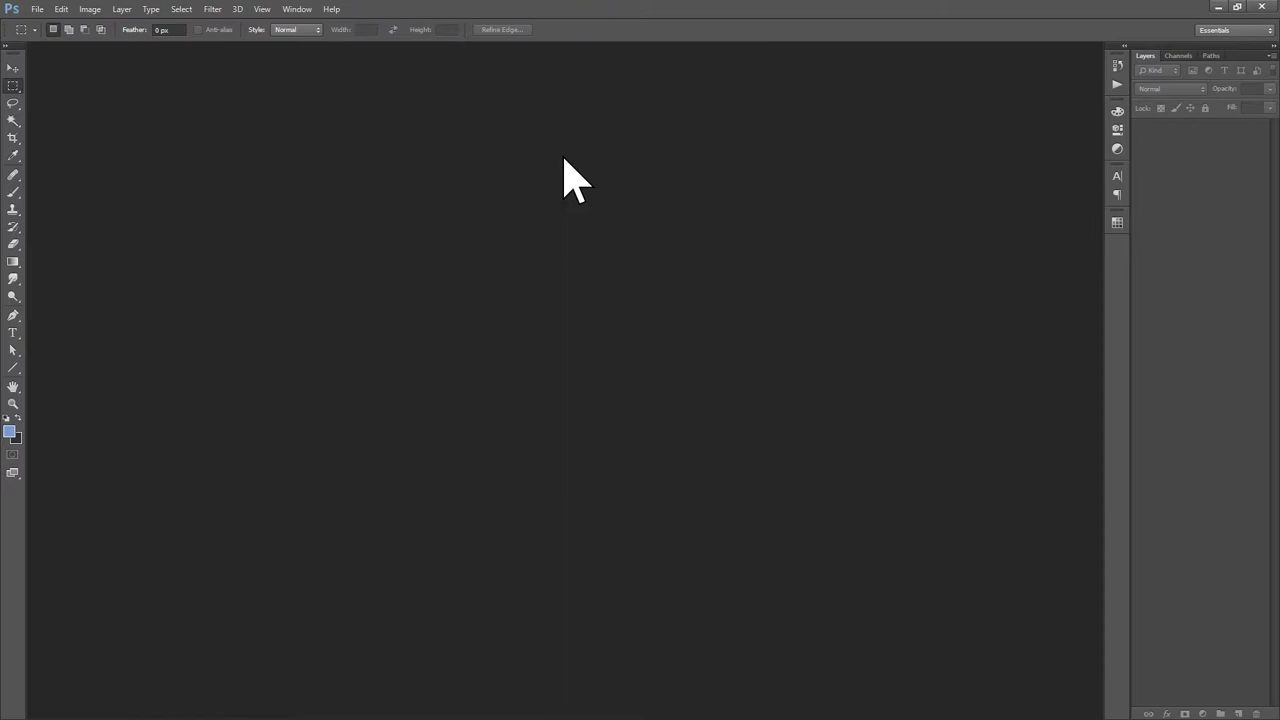 Ps File Edit Image Layer Type Select Filter 3D View Window Help
Feather: 0 px Anti-alias Style: Normal Width: Height: Refine Edge... Essentials
Layers Channels Paths
Kind T
Normal Opacity:
Lock: Fill:
A
T